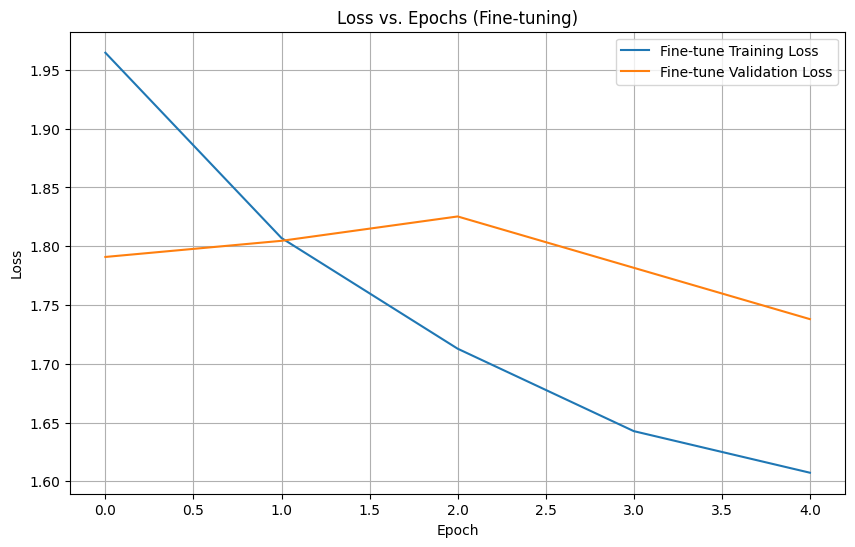 Loss vs. Epochs (Fine-tuning)
Fine-tune Training Loss
Fine-tune Validation Loss
Loss
1.95
1.90
1.85
1.80
1.75
1.70
1.65
1.60
0.0 0.5 1.0 1.5 2.0 2.5 3.0 3.5 4.0
Epoch